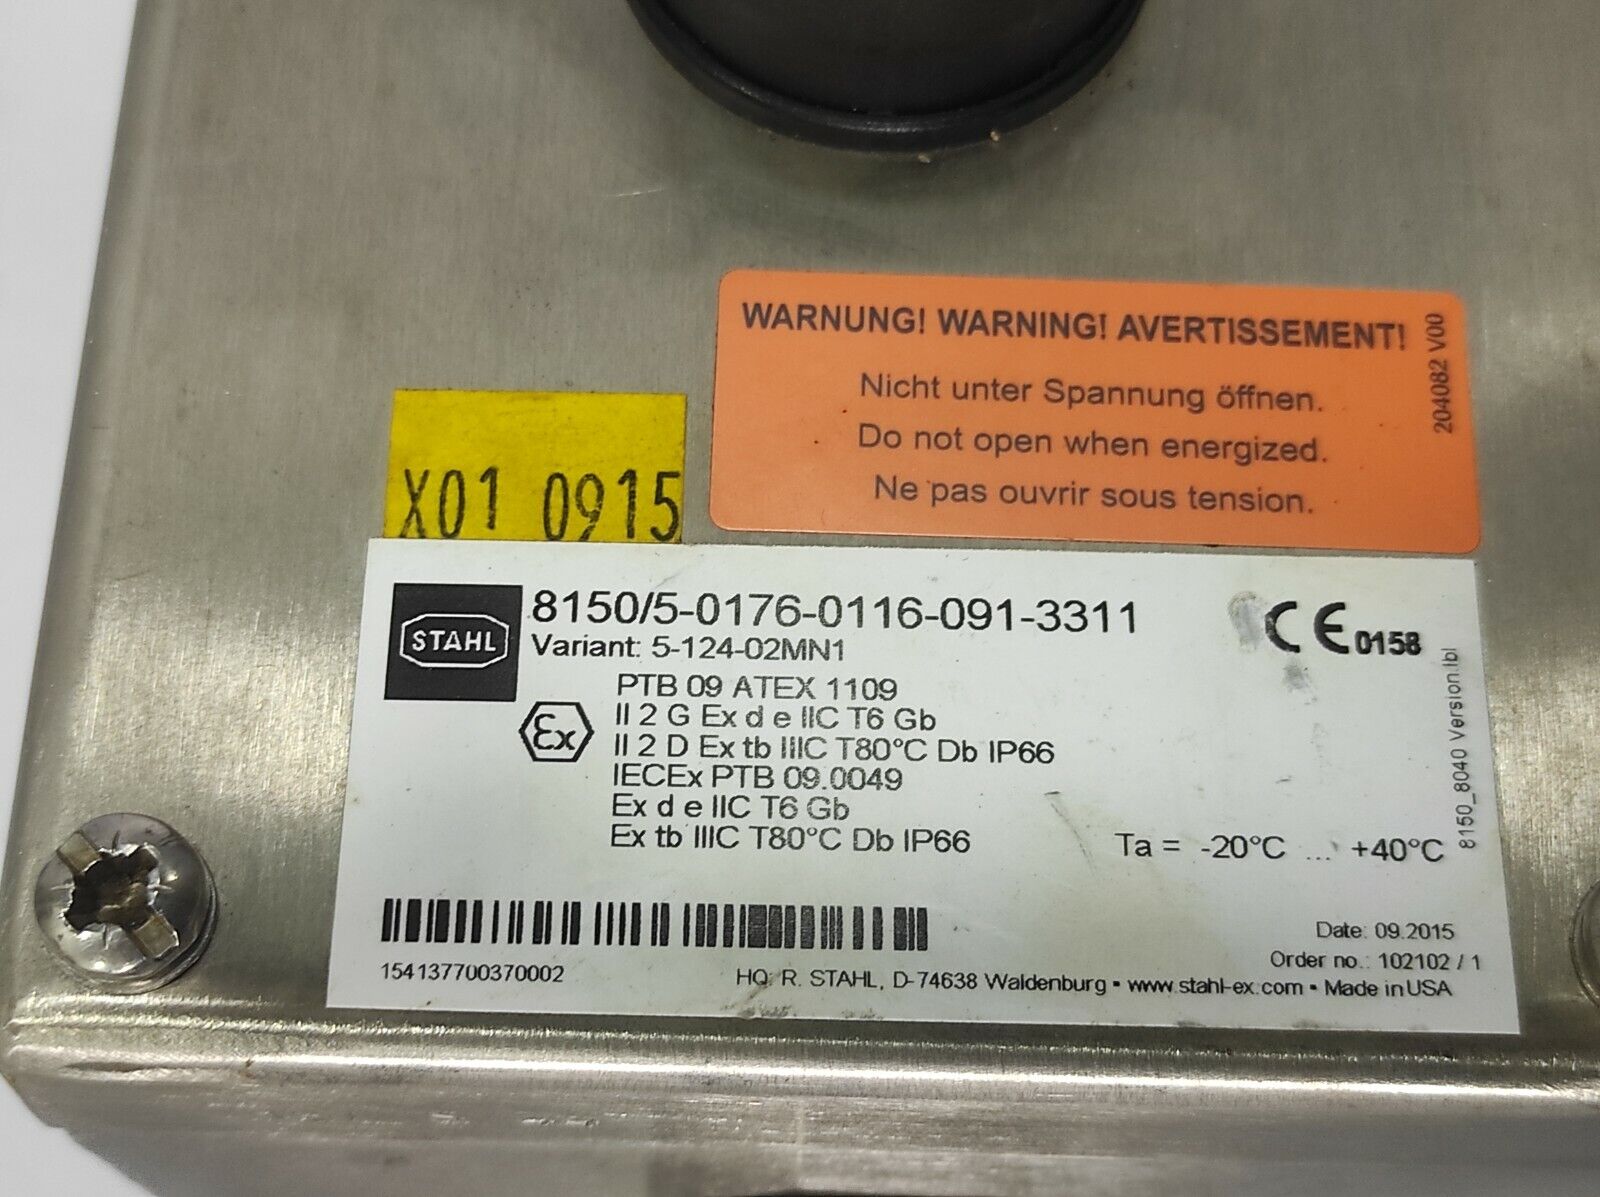 WARNUNG! WARNING! AVERTISSEMENT!
Nicht unter Spannung öffnen.
Do not open when energized.
Ne pas ouvrir sous tension.
204082 V00
X01 0915
STAHL
8150/5-0176-0116-091-3311
Variant: 5-124-02MN1
CE 0158
PTB 09 ATEX 1109
Ex
II 2 G Ex d e IIC T6 Gb
II 2 D Ex tb IIIC T80°C Db IP66
IECEx PTB 09.0049
Ex d e IIC T6 Gb
Ex tb IIIC T80°C Db IP66
Ta = -20°C ... +40°C
8150_8040 Version.lbl
Date: 09.2015
Order no.: 102102 / 1
154137700370002
HQ: R. STAHL, D-74638 Waldenburg • www.stahl-ex.com • Made in USA